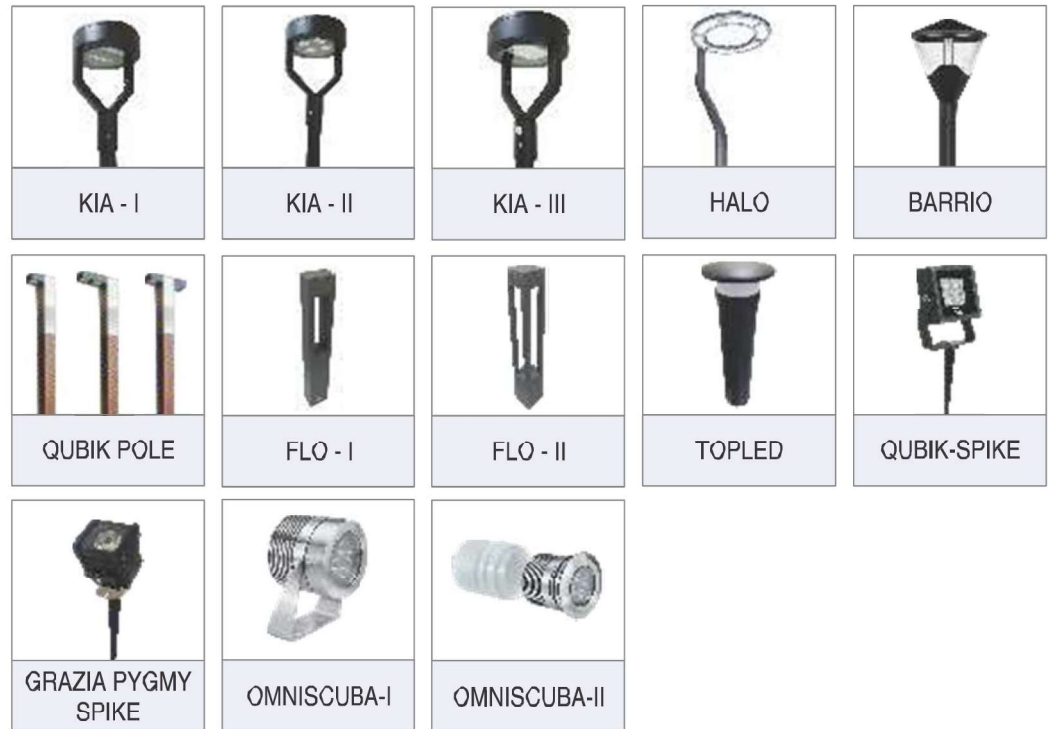 KIA - I
KIA - II
KIA - III
HALO
BARRIO
QUBIK POLE
FLO - I
FLO - II
TOPLED
QUBIK-SPIKE
GRAZIA PYGMY
SPIKE
OMNISCUBA-I
OMNISCUBA-II